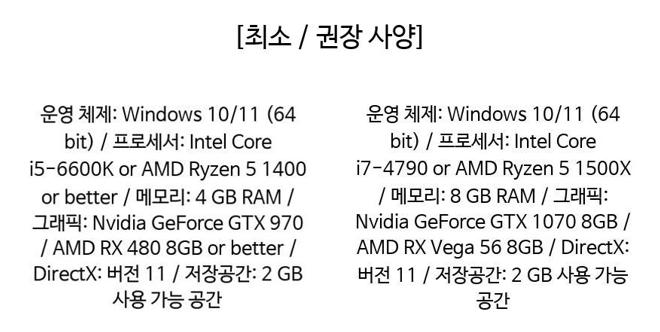 [최소 / 권장 사양]
운영 체제: Windows 10/11 (64
bit) / 프로세서: Intel Core
i5-6600K or AMD Ryzen 5 1400
or better / 메모리: 4 GB RAM /
그래픽: Nvidia GeForce GTX 970
/ AMD RX 480 8GB or better /
DirectX: 버전 11 / 저장공간: 2 GB
사용 가능 공간
운영 체제: Windows 10/11 (64
bit) / 프로세서: Intel Core
i7-4790 or AMD Ryzen 5 1500X
/ 메모리: 8 GB RAM / 그래픽:
Nvidia GeForce GTX 1070 8GB /
AMD RX Vega 56 8GB / DirectX:
버전 11 / 저장공간: 2 GB 사용 가능
공간